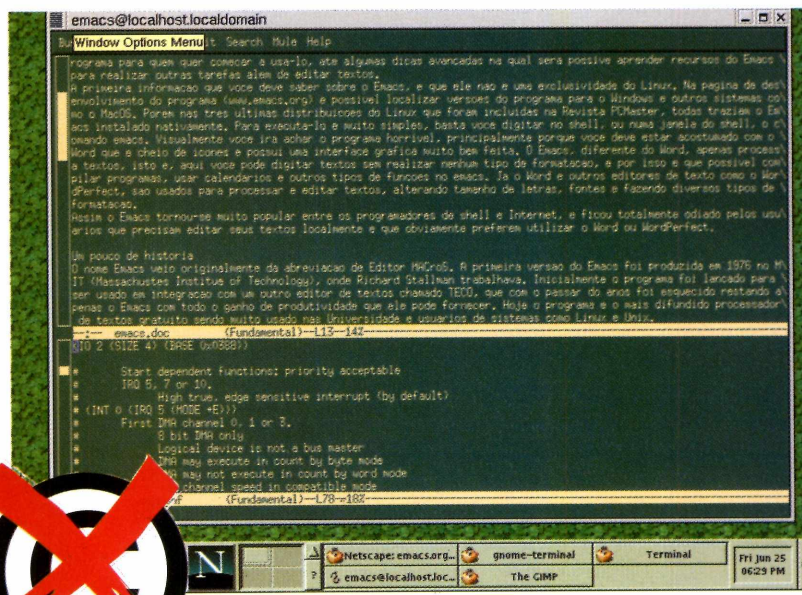 emacs@localhost.localdomain
Window Options Menu
Search Mule Help
rograma para quem quer comecar a usa-lo, ate algumas dicas avancadas na qual sera possive aprender recursos do Emacs \
para realizar outras tarefas alem de editar textos.
A primeira informacao que voce deve saber sobre o Emacs, e que ele nao e uma exclusividade do Linux. Na pagina de des\
envolvimento do programa (www.emacs.org) e possivel localizar versoes do programa para o Windows e outros sistemas co\
mo o MacOS. Porem nas tres ultimas distribuicoes do Linux que foram incluidas na Revista PCMaster, todas traziam o Em\
acs instalado nativamente. Para executa-lo e muito simples, basta voce digitar no shell, ou numa janela do shell, o c\
omando emacs. Visualmente voce ira achar o programa horrivel, principalmente porque voce deve estar acostumado com o \
Word que e cheio de icones e possui uma interface grafica muito bem feita. O Emacs, diferente do Word, apenas process\
a textos, isto e aqui voce pode digitar textos sem realizar nenhum tipo de formatacao, e por isso e que possivel com\
pilar programas, usar calendarios e outros tipos de funcoes no emacs. Ja o Word e outros editores de texto como o Wor\
dPerfect, sao usados para processar e editar textos, alterando tamanho de letras, fontes e fazendo diversos tipos de \
formatacao.
Assim o Emacs tornou-se muito popular entre os programadores de shell e Internet, e ficou totalmente odiado pelos usu\
arios que precisam editar seus textos localmente e que obviamente preferem utilizar o Word ou WordPerfect.
Um pouco de historia
O nome Emacs veio originalmente da abreviacao de Editor MACroS. A primeira versao do Emacs foi produzida em 1976 no M\
IT (Massachustes Institue of Technology), onde Richard Stallman trabalhava. Inicialmente o programa foi lancado par \
ser usado em integracao com um outro editor de textos chamado TECO, que com o passar do anos foi esquecido restando a\
penas o Emacs com todo o ganho de produtividade que ele pode fornecer. Hoje o programa e o mais difundido processador\
de textos gratuito sendo muito usado nas Universidade e usuarios de sistemas como Linux e Unix.
--:-- emacs.doc (Fundamental)--L13--14%--
IO 2 (SIZE 4) (BASE 0x0388))
# Start dependent functions: priority acceptable
# IRQ 5, 7 or 10.
# High true, edge sensitive interrupt (by default)
# (INT 0 (IRQ 5 (MODE +E)))
# First DMA channel 0, 1 or 3.
# 8 bit DMA only
# Logical device is not a bus master
# DMA may execute in count by byte mode
DMA may not execute in count by word mode
channel speed in compatible mode
nf (Fundamental)--L78--18%--
N
Netscape: emacs.org...
gnome-terminal
Terminal
Fri Jun 25
?
emacs@localhost.loc...
The GIMP
06:29 PM